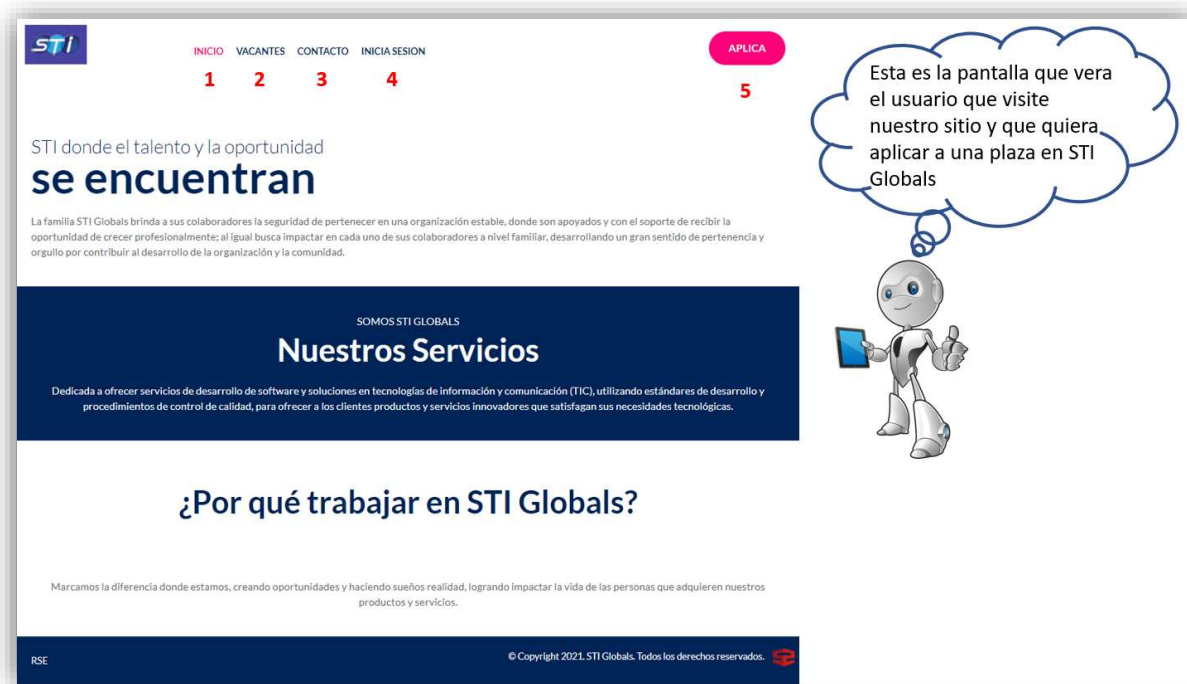 STI
INICIO VACANTES CONTACTO INICIA SESION
APLICA
1 2 3 4
5
STI donde el talento y la oportunidad
se encuentran
La familia STI Globals brinda a sus colaboradores la seguridad de pertenecer en una organización estable, donde son apoyados y con el soporte de recibir la
oportunidad de crecer profesionalmente; al igual busca impactar en cada uno de sus colaboradores a nivel familiar, desarrollando un gran sentido de pertenencia y
orgullo por contribuir al desarrollo de la organización y la comunidad.
SOMOS STI GLOBALS
Nuestros Servicios
Dedicada a ofrecer servicios de desarrollo de software y soluciones en tecnologías de información y comunicación (TIC), utilizando estándares de desarrollo y
procedimientos de control de calidad, para ofrecer a los clientes productos y servicios innovadores que satisfagan sus necesidades tecnológicas.
¿Por qué trabajar en STI Globals?
Marcamos la diferencia donde estamos, creando oportunidades y haciendo sueños realidad, logrando impactar la vida de las personas que adquieren nuestros
productos y servicios.
RSE
© Copyright 2021. STI Globals. Todos los derechos reservados.
Esta es la pantalla que vera
el usuario que visite
nuestro sitio y que quiera
aplicar a una plaza en STI
Globals